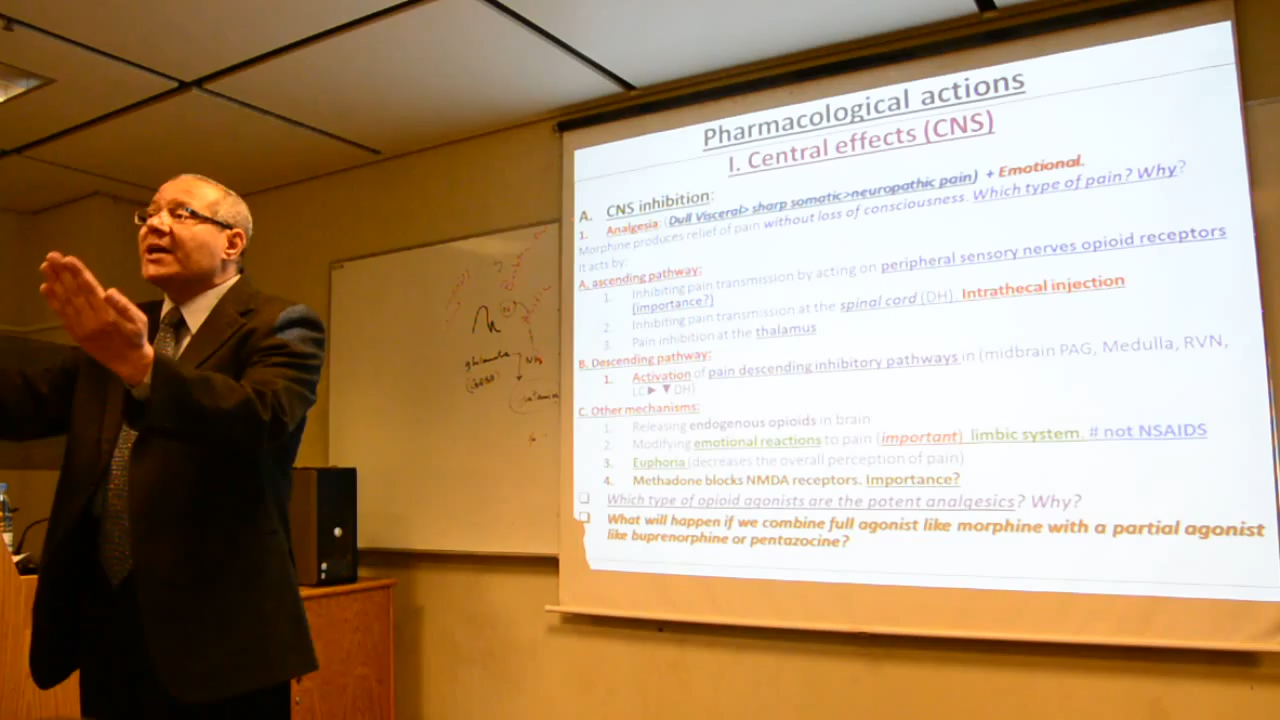 Pharmacological actions
I. Central effects (CNS)
A. CNS inhibition:
1. Analgesia: (Dull Visceral> sharp somatic>neuropathic pain) + Emotional.
Morphine produces relief of pain without loss of consciousness. Which type of pain? Why?
It acts by:
A. ascending pathway:
1. Inhibiting pain transmission by acting on peripheral sensory nerves opioid receptors
(importance?)
2. Inhibiting pain transmission at the spinal cord (DH). Intrathecal injection
3. Pain inhibition at the thalamus
B. Descending pathway:
1. Activation of pain descending inhibitory pathways in (midbrain PAG, Medulla, RVN,
LC ► ▼ DH)
C. Other mechanisms:
1. Releasing endogenous opioids in brain
2. Modifying emotional reactions to pain (important) limbic system. # not NSAIDS
3. Euphoria (decreases the overall perception of pain)
4. Methadone blocks NMDA receptors. Importance?
❑ Which type of opioid agonists are the potent analgesics? Why?
❑ What will happen if we combine full agonist like morphine with a partial agonist
like buprenorphine or pentazocine?